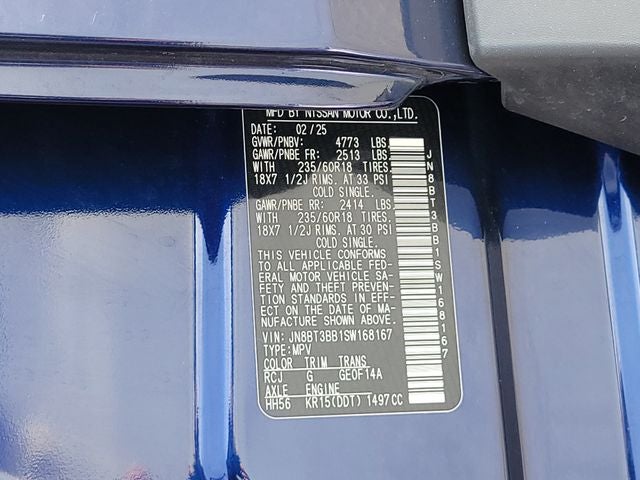 MFD BY NISSAN MOTOR CO.,LTD.
DATE: 02/25
GVWR/PNBV: 4773 LBS.
GAWR/PNBE FR: 2513 LBS.
WITH 235/60R18 TIRES.
18X7 1/2J RIMS. AT 33 PSI
COLD SINGLE.
GAWR/PNBE RR: 2414 LBS
WITH 235/60R18 TIRES.
18X7 1/2J RIMS. AT 30 PSI
COLD SINGLE.
THIS VEHICLE CONFORMS
TO ALL APPLICABLE FED-
ERAL MOTOR VEHICLE SA-
FETY AND THEFT PREVEN-
TION STANDARDS IN EFF-
ECT ON THE DATE OF MA-
NUFACTURE SHOWN ABOVE.
VIN: JN8BT3BB1SW168167
TYPE:MPV
COLOR TRIM TRANS
RCJ G GEOF14A
AXLE ENGINE
HH56 KR15(DDT) 1497CC
JN8BT3BB1SW168167